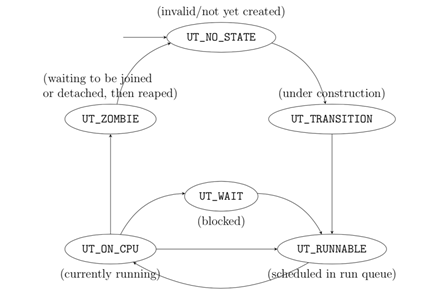 (invalid/not yet created)
UT_NO_STATE
(waiting to be joined
or detached, then reaped)
(under construction)
UT_ZOMBIE
UT_TRANSITION
UT_WAIT
(blocked)
UT_ON_CPU
UT_RUNNABLE
(currently running)
(scheduled in run queue)